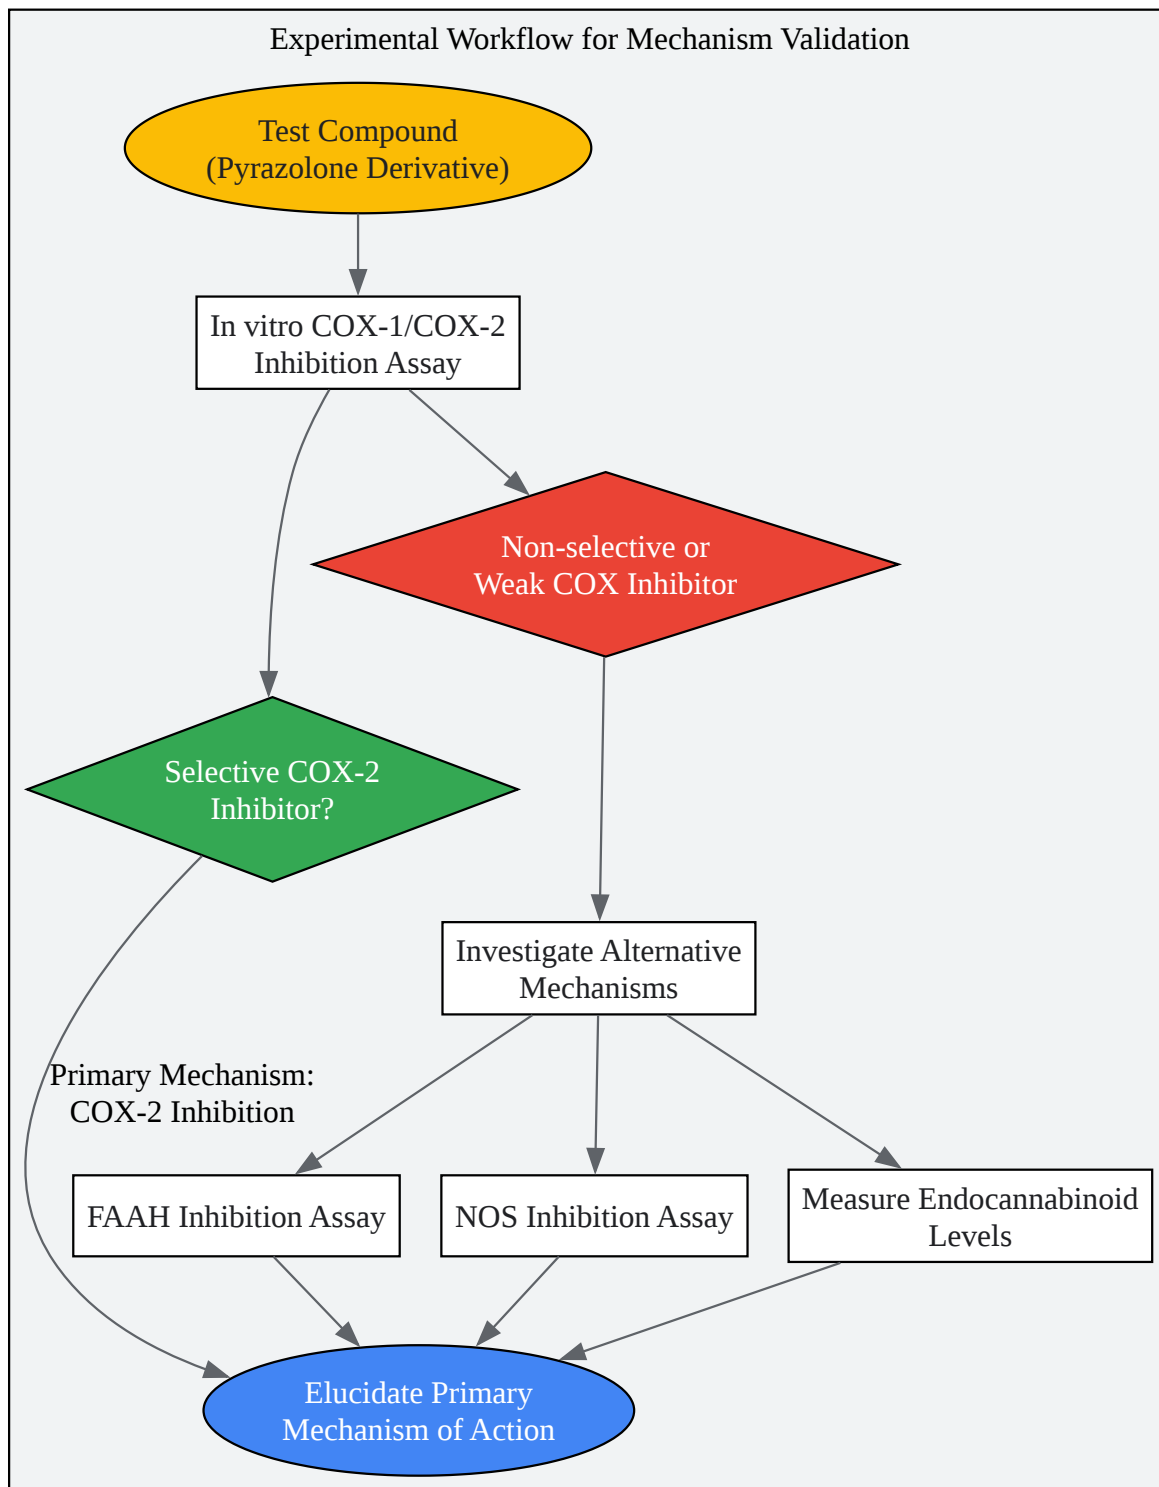 Experimental Workflow for Mechanism Validation
Test Compound
(Pyrazolone Derivative)
In vitro COX-1/COX-2
Inhibition Assay
Non-selective or
Weak COX Inhibitor
Selective COX-2
Inhibitor?
Investigate Alternative
Mechanisms
Primary Mechanism:
COX-2 Inhibition
FAAH Inhibition Assay
NOS Inhibition Assay
Measure Endocannabinoid
Levels
Elucidate Primary
Mechanism of Action